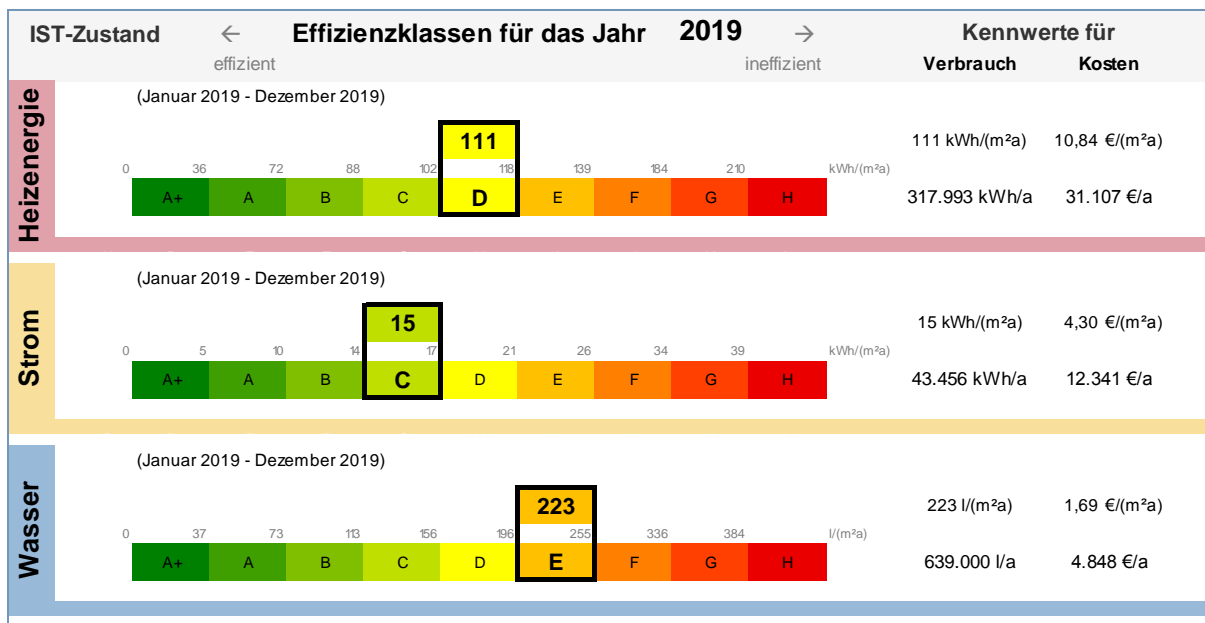 IST-Zustand ← Effizienzklassen für das Jahr 2019 → Kennwerte für
effizient ineffizient Verbrauch Kosten
Heizenergie
(Januar 2019 - Dezember 2019)
111 111 kWh/(m²a) 10,84 €/(m²a)
0 36 72 88 102 118 139 184 210 kWh/(m²a)
A+ A B C D E F G H 317.993 kWh/a 31.107 €/a
Strom
(Januar 2019 - Dezember 2019)
15 15 kWh/(m²a) 4,30 €/(m²a)
0 5 10 14 17 21 26 34 39 kWh/(m²a)
A+ A B C D E F G H 43.456 kWh/a 12.341 €/a
Wasser
(Januar 2019 - Dezember 2019)
223 223 l/(m²a) 1,69 €/(m²a)
0 37 73 113 156 196 255 336 384 l/(m²a)
A+ A B C D E F G H 639.000 l/a 4.848 €/a